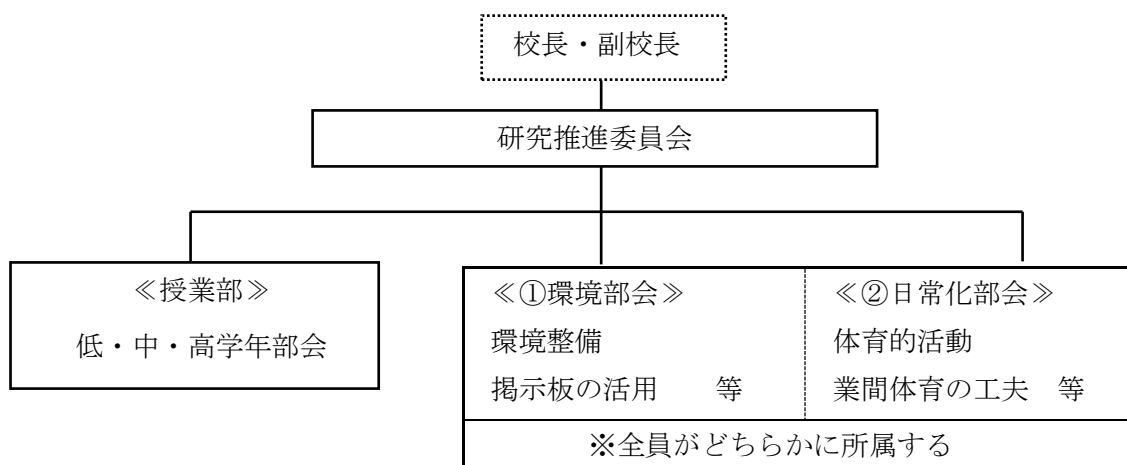 校長・副校長
研究推進委員会
≪授業部≫
低・中・高学年部会
≪①環境部会≫
環境整備
掲示板の活用　　等
≪②日常化部会≫
体育的活動
業間体育の工夫　等
※全員がどちらかに所属する